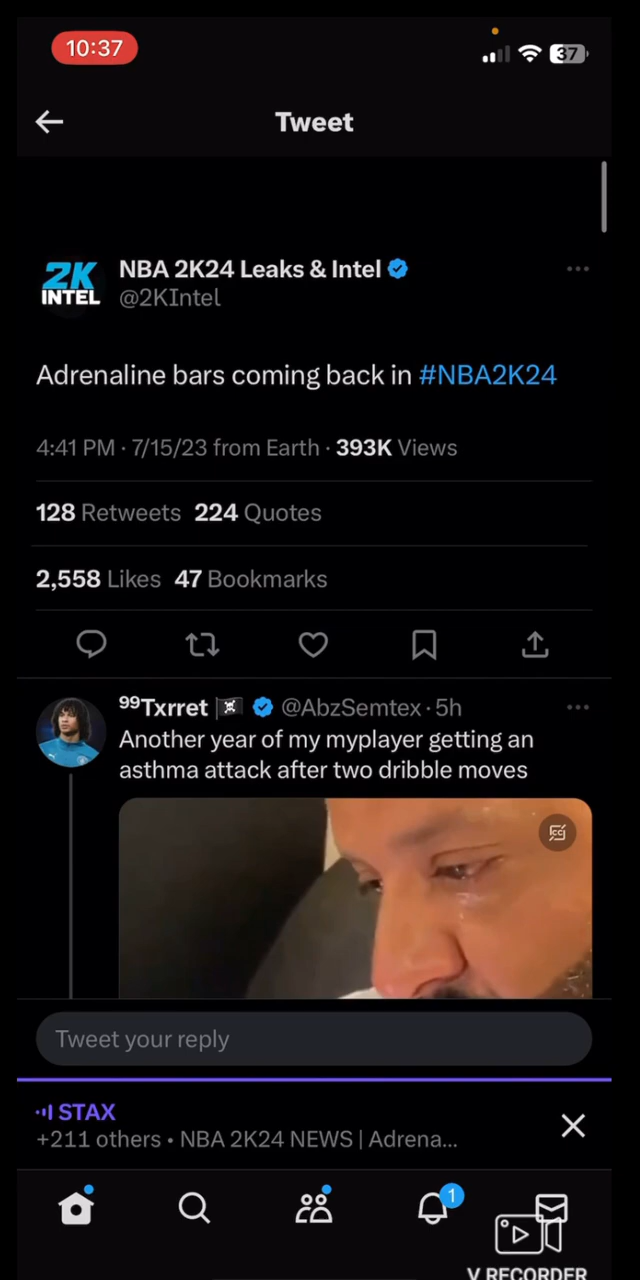 10:37
37
Tweet
2K
INTEL
NBA 2K24 Leaks & Intel
@2KIntel
Adrenaline bars coming back in #NBA2K24
4:41 PM · 7/15/23 from Earth · 393K Views
128 Retweets 224 Quotes
2,558 Likes 47 Bookmarks
⁹⁹Txrret 🏴‍☠️ @AbzSemtex · 5h
Another year of my myplayer getting an
asthma attack after two dribble moves
CC
Tweet your reply
STAX
+211 others • NBA 2K24 NEWS | Adrena...
1
V RECORDER